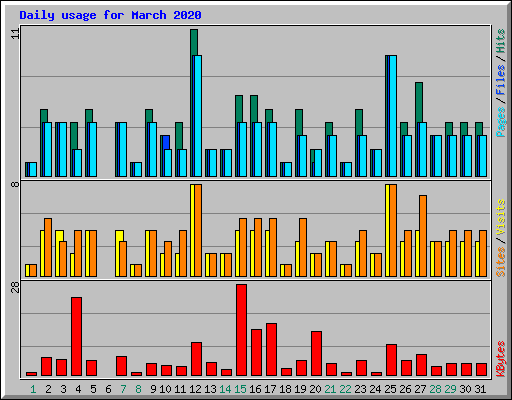 Daily usage for March 2020
11
8
28
Pages / Files / Hits
Sites / Visits
KBytes
1 2 3 4 5 6 7 8 9 10 11 12 13 14 15 16 17 18 19 20 21 22 23 24 25 26 27 28 29 30 31